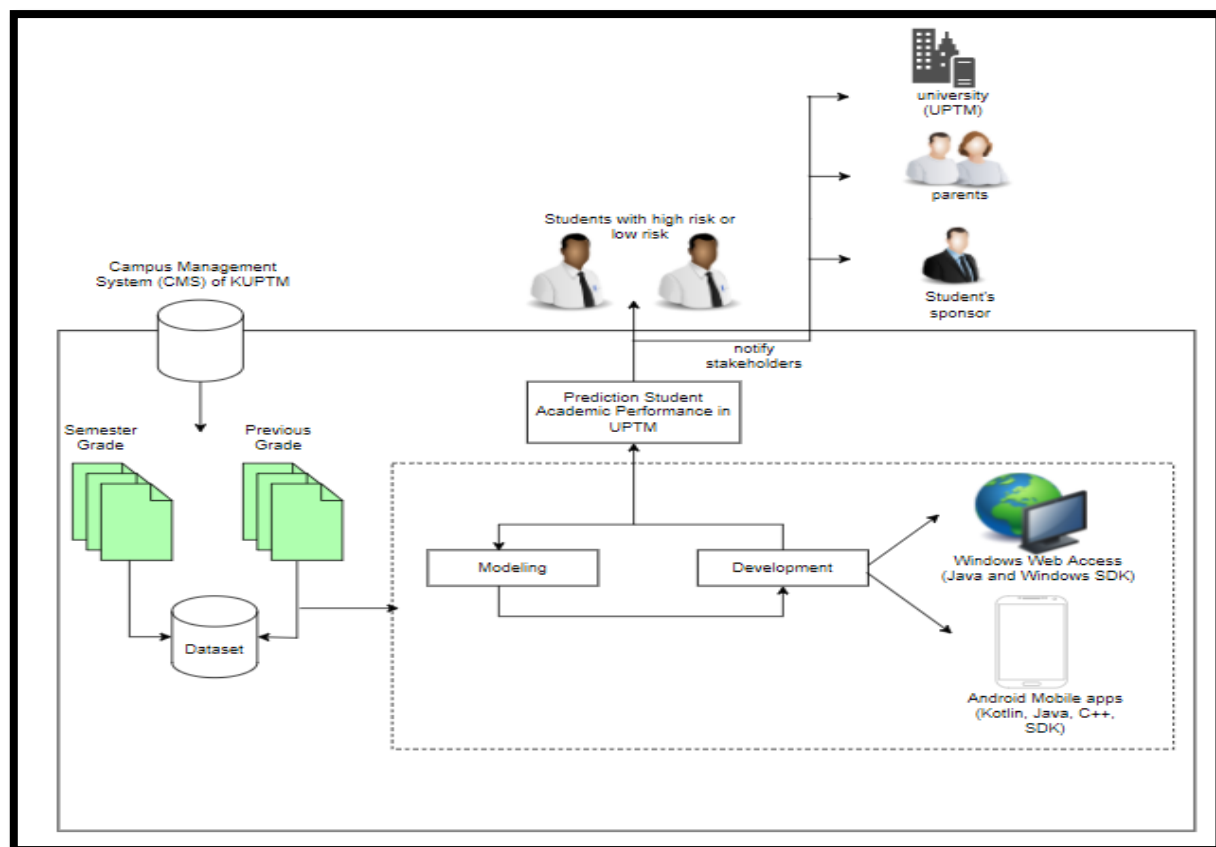 university
(UPTM)
parents
Students with high risk or
low risk
Student's
sponsor
Campus Management
System (CMS) of KUPTM
notify
stakeholders
Prediction Student
Academic Performance in
UPTM
Semester
Grade
Previous
Grade
Modeling
Development
Windows Web Access
(Java and Windows SDK)
Dataset
Android Mobile apps
(Kotlin, Java, C++,
SDK)